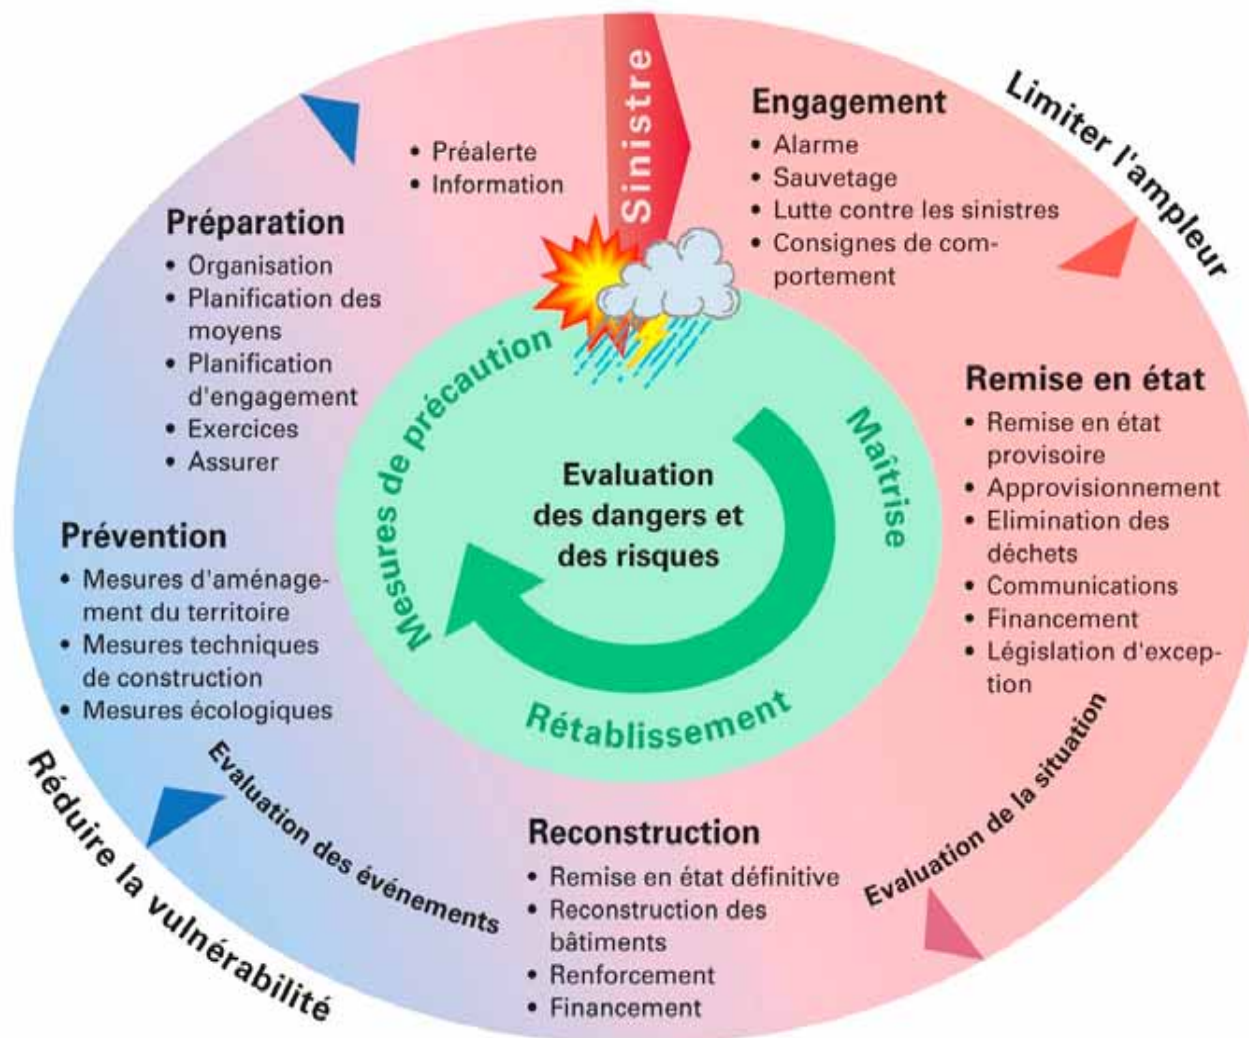 Sinistre
Engagement
• Alarme
• Sauvetage
• Lutte contre les sinistres
• Consignes de com-
portement
Limiter l'ampleur
Remise en état
• Remise en état
provisoire
• Approvisionnement
• Elimination des
déchets
• Communications
• Financement
• Législation d'excep-
tion
Evaluation de la situation
Reconstruction
• Remise en état définitive
• Reconstruction des
bâtiments
• Renforcement
• Financement
Evaluation des événements
Réduire la vulnérabilité
Prévention
• Mesures d'aménage-
ment du territoire
• Mesures techniques
de construction
• Mesures écologiques
Préparation
• Organisation
• Planification des
moyens
• Planification
d'engagement
• Exercices
• Assurer
• Préalerte
• Information
Mesures de précaution
Maîtrise
Rétablissement
Evaluation
des dangers et
des risques